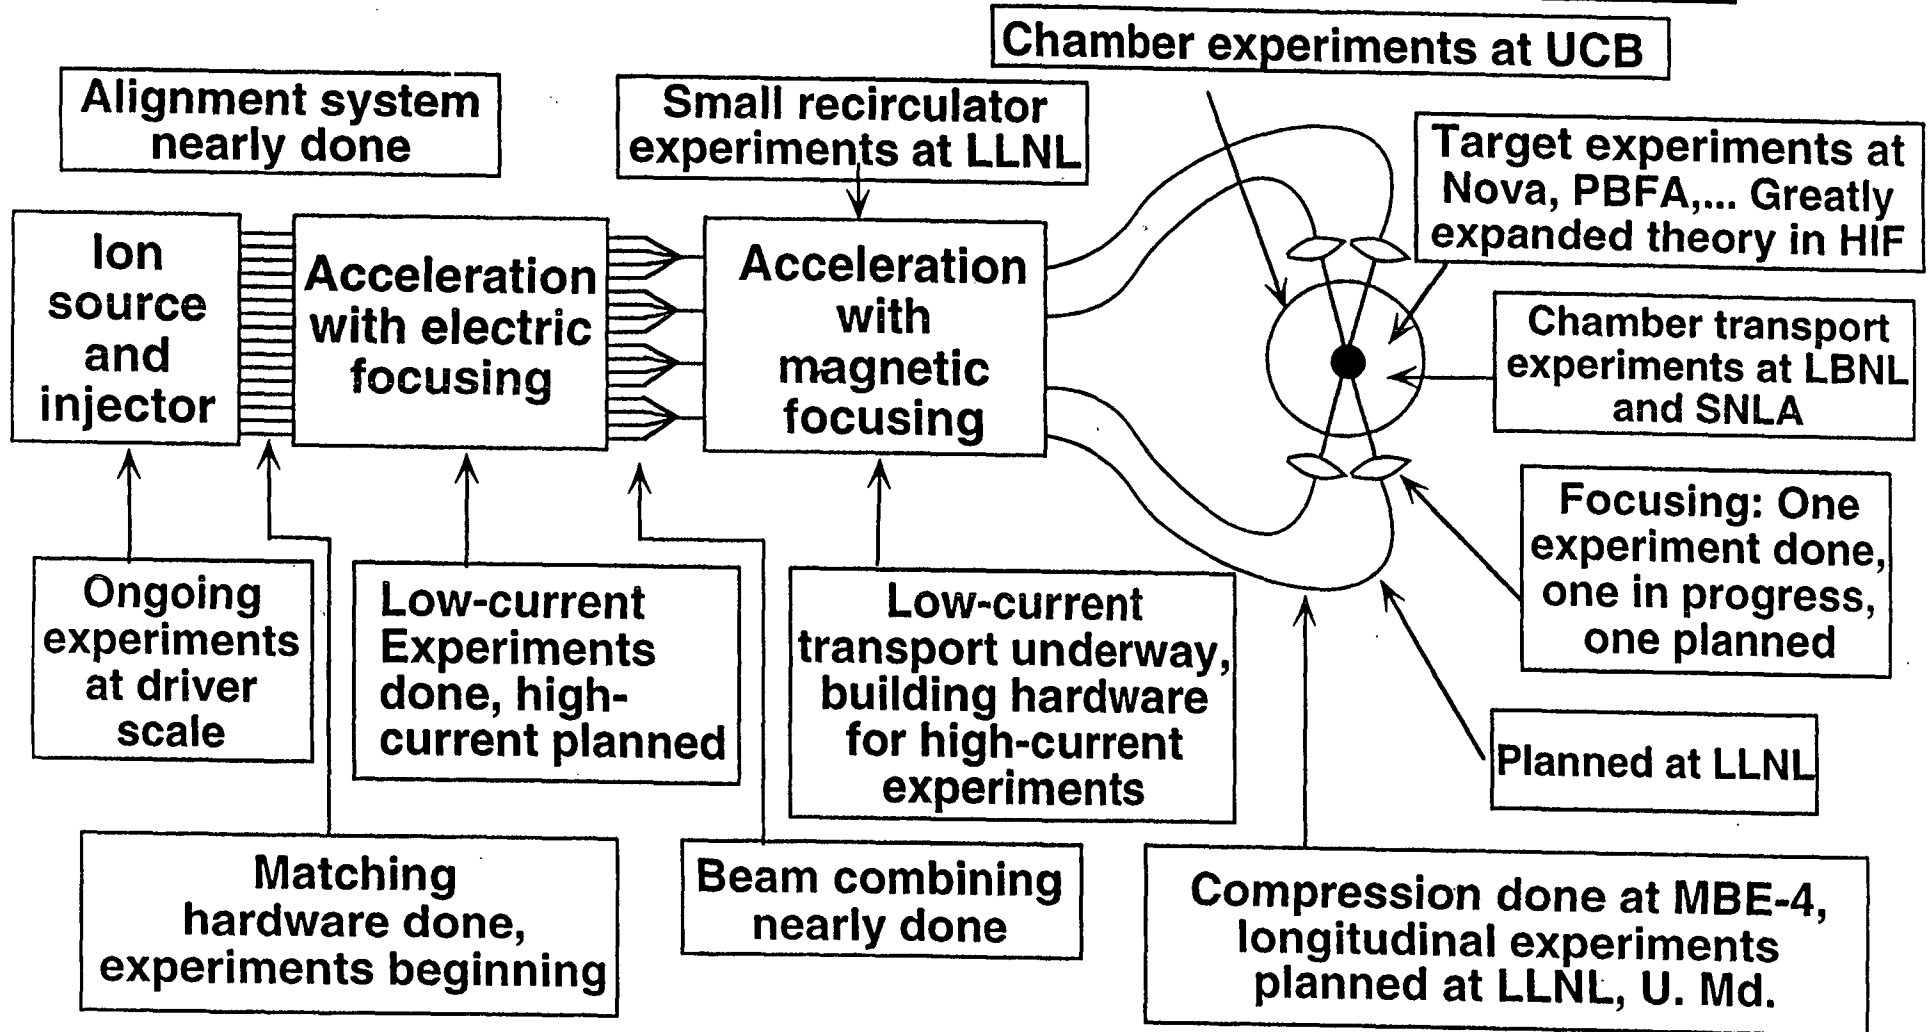 Chamber experiments at UCB
Alignment system
nearly done
Small recirculator
experiments at LLNL
Target experiments at
Nova, PBFA,... Greatly
expanded theory in HIF
Ion
source
and
injector
Acceleration
with electric
focusing
Acceleration
with
magnetic
focusing
Chamber transport
experiments at LBNL
and SNLA
Focusing: One
experiment done,
one in progress,
one planned
Ongoing
experiments
at driver
scale
Low-current
Experiments
done, high-
current planned
Low-current
transport underway,
building hardware
for high-current
experiments
Planned at LLNL
Matching
hardware done,
experiments beginning
Beam combining
nearly done
Compression done at MBE-4,
longitudinal experiments
planned at LLNL, U. Md.